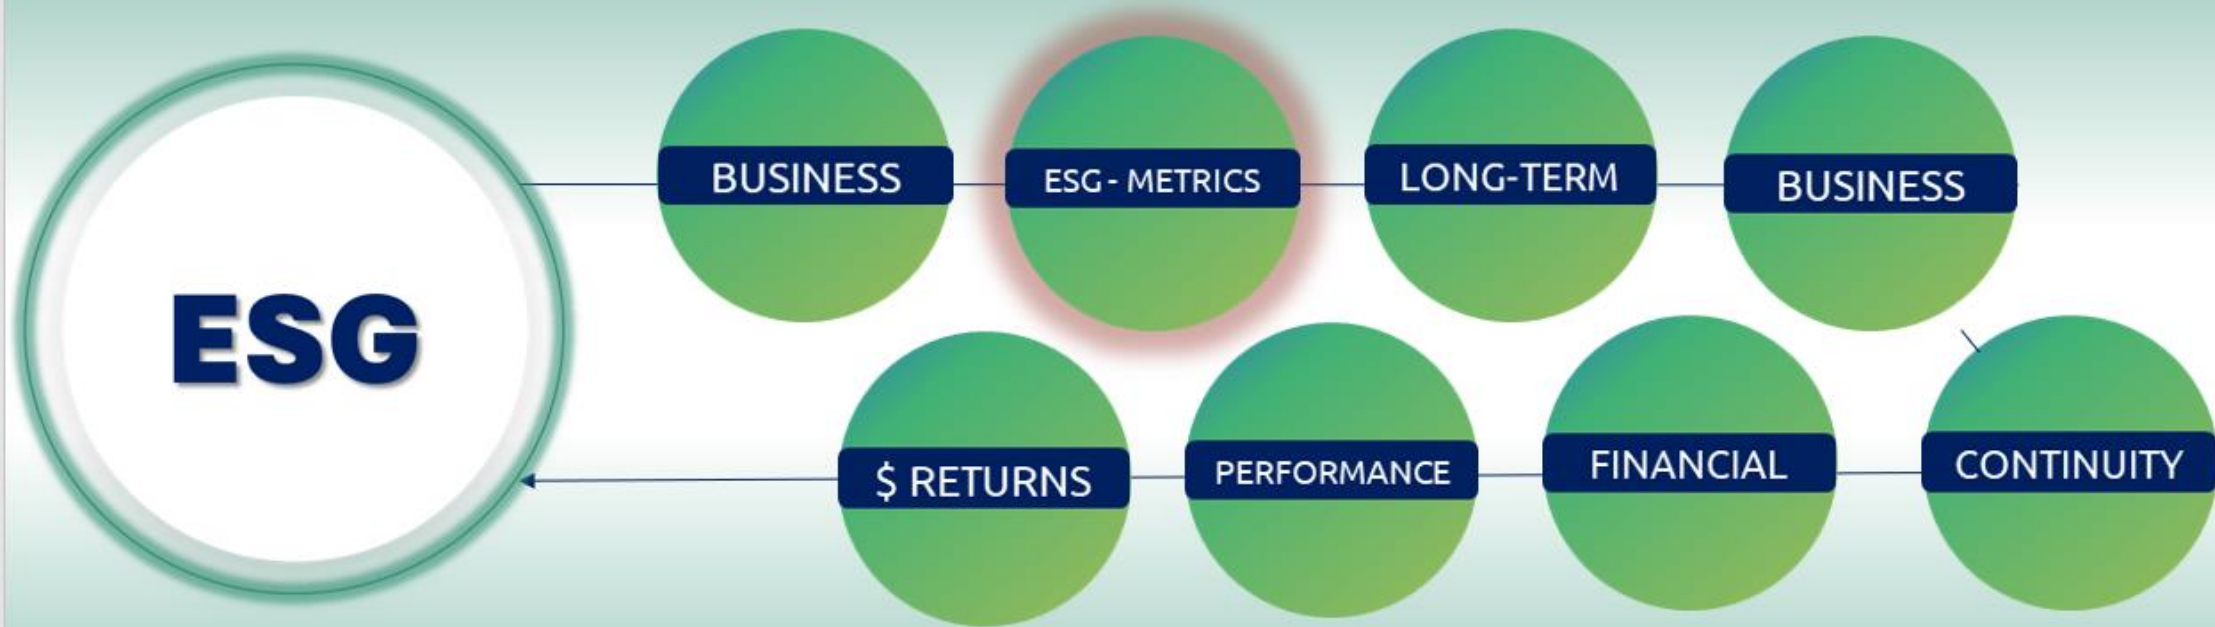 ESG
BUSINESS
ESG - METRICS
LONG-TERM
BUSINESS
CONTINUITY
FINANCIAL
PERFORMANCE
$ RETURNS